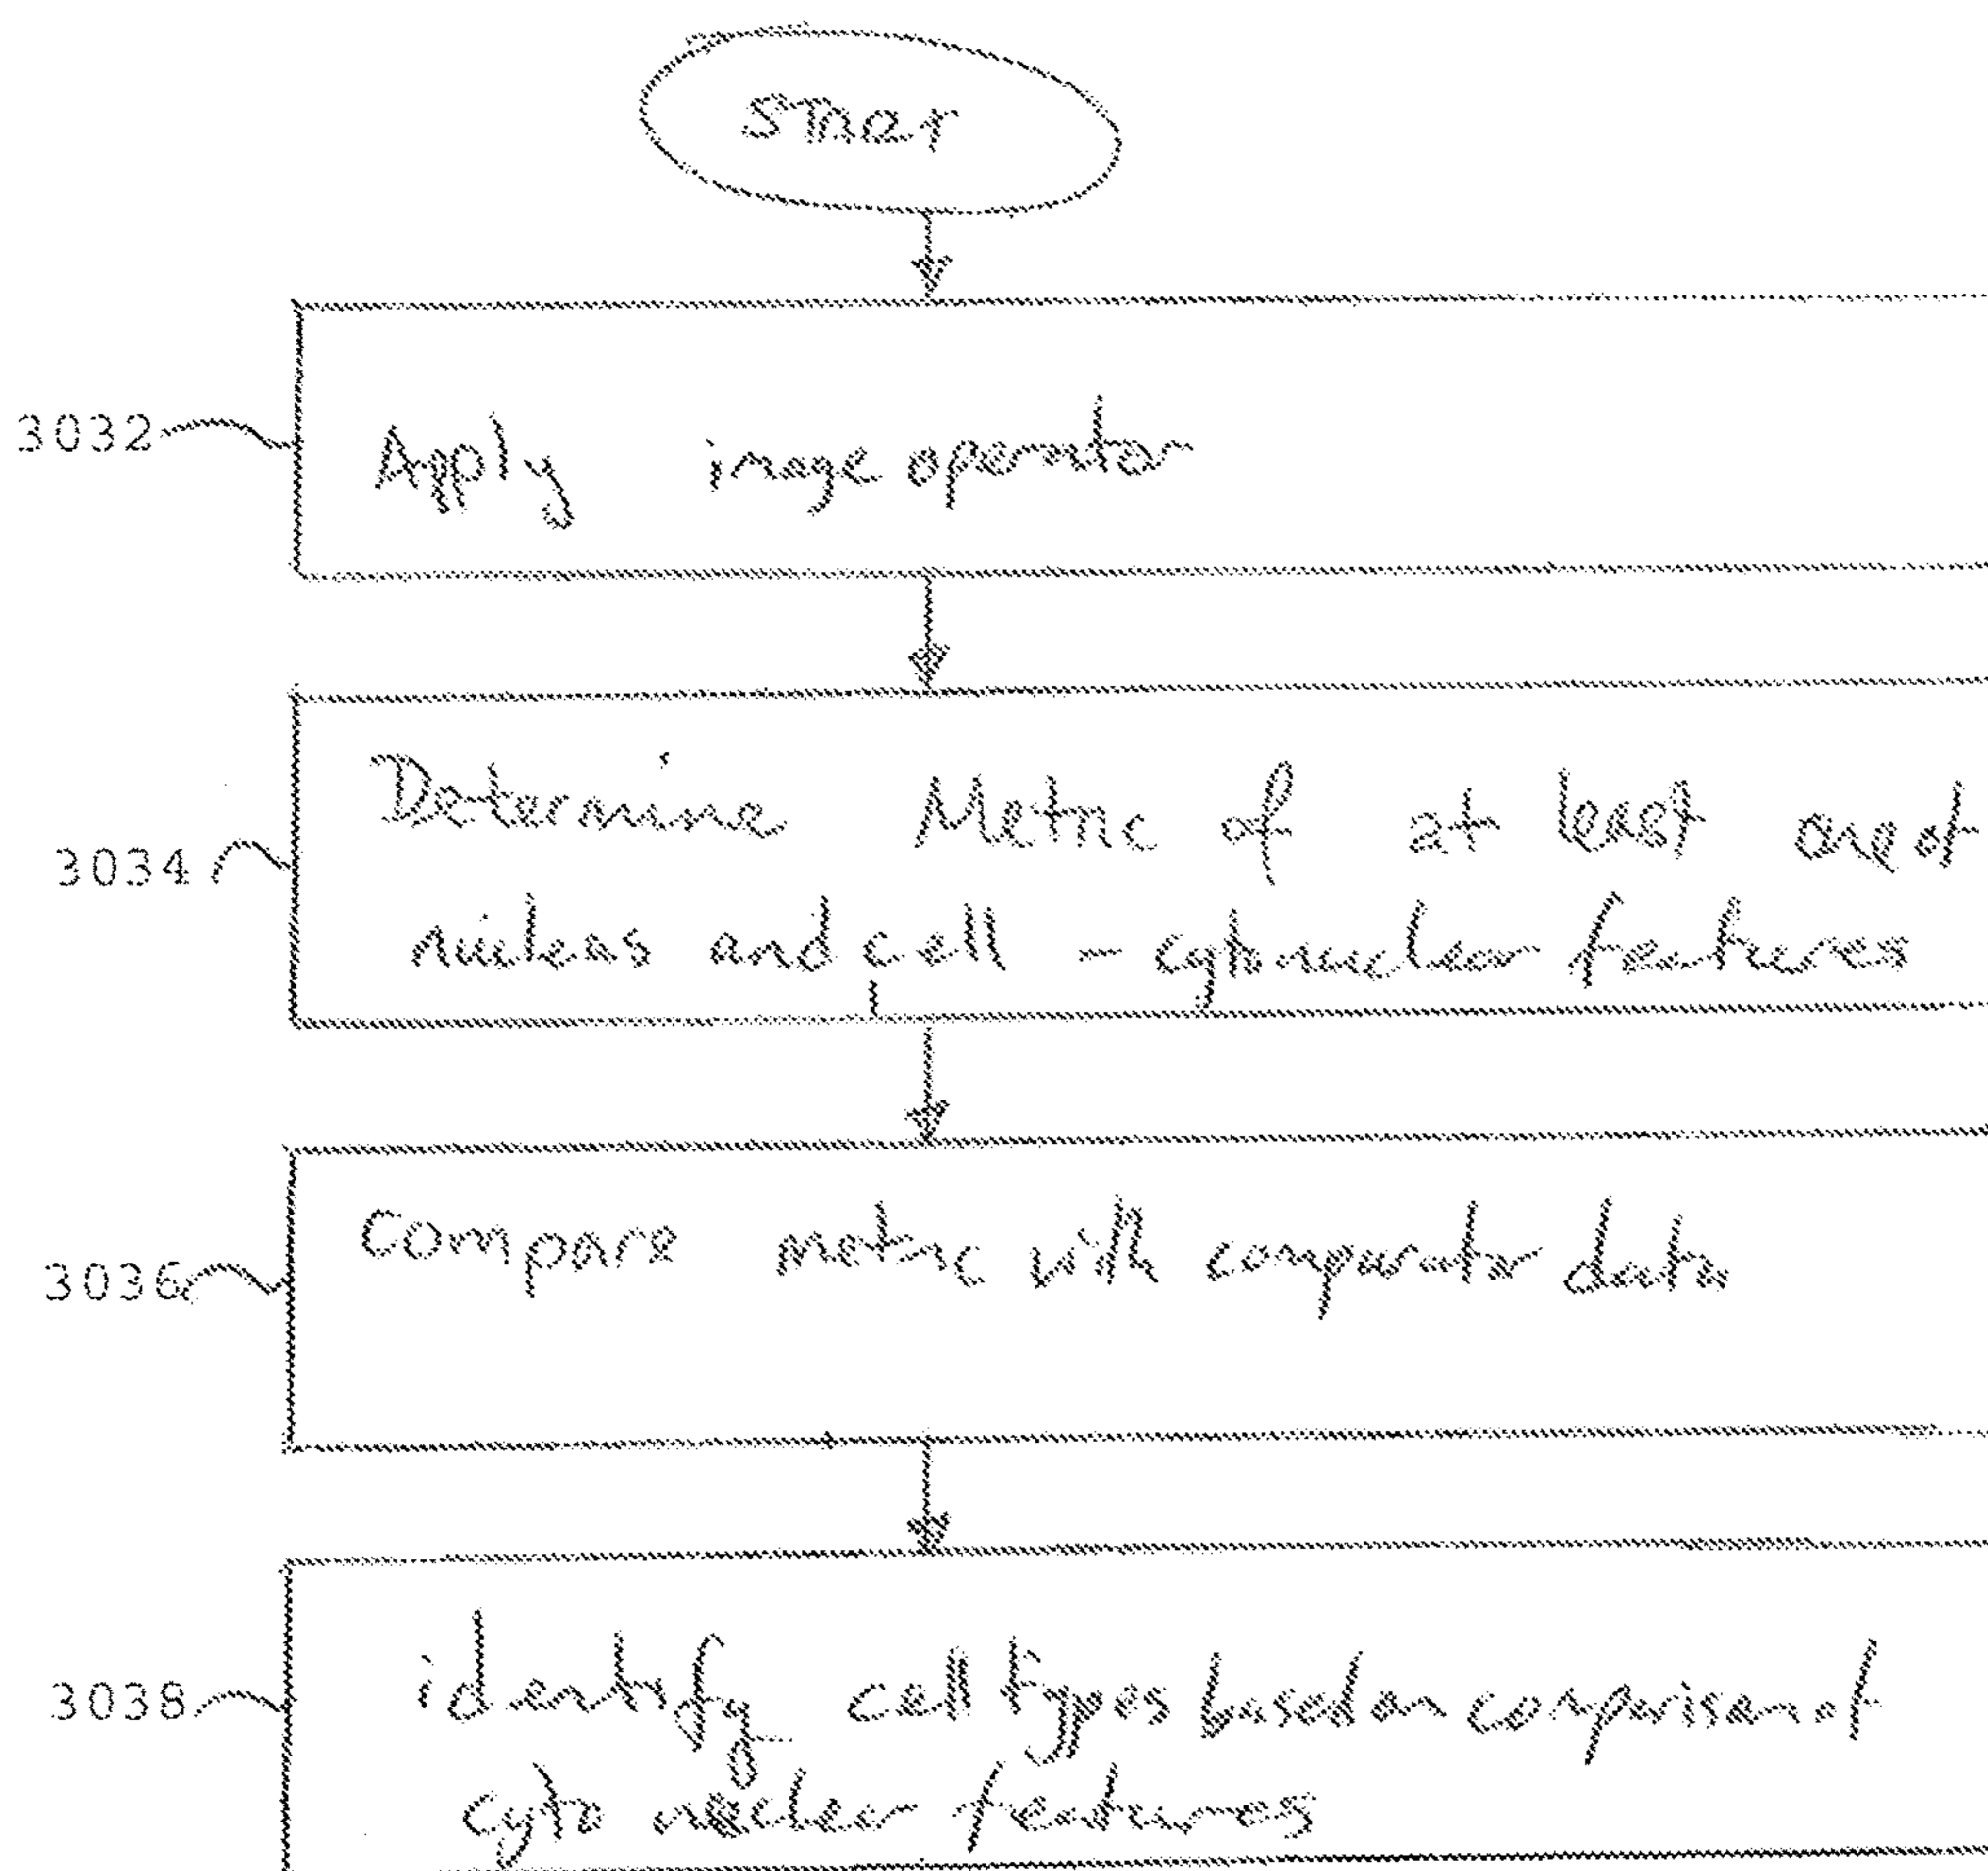 Start
3032
Apply image operator
3034
Determine Metric of at least one of
nucleus and cell - cytonuclear features
3036
Compare metric with comparator data
3038
identify cell types based on comparison of
cyto nuclear features